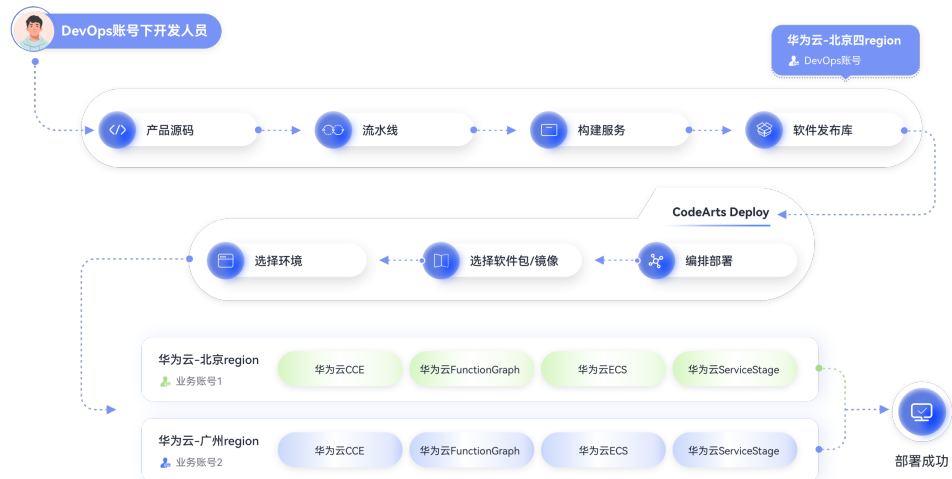 DevOps账号下开发人员
华为云-北京四region
DevOps账号
产品源码
流水线
构建服务
软件发布库
CodeArts Deploy
选择环境
选择软件包/镜像
编排部署
华为云-北京region
业务账号1
华为云CCE
华为云FunctionGraph
华为云ECS
华为云ServiceStage
华为云-广州region
业务账号2
华为云CCE
华为云FunctionGraph
华为云ECS
华为云ServiceStage
部署成功